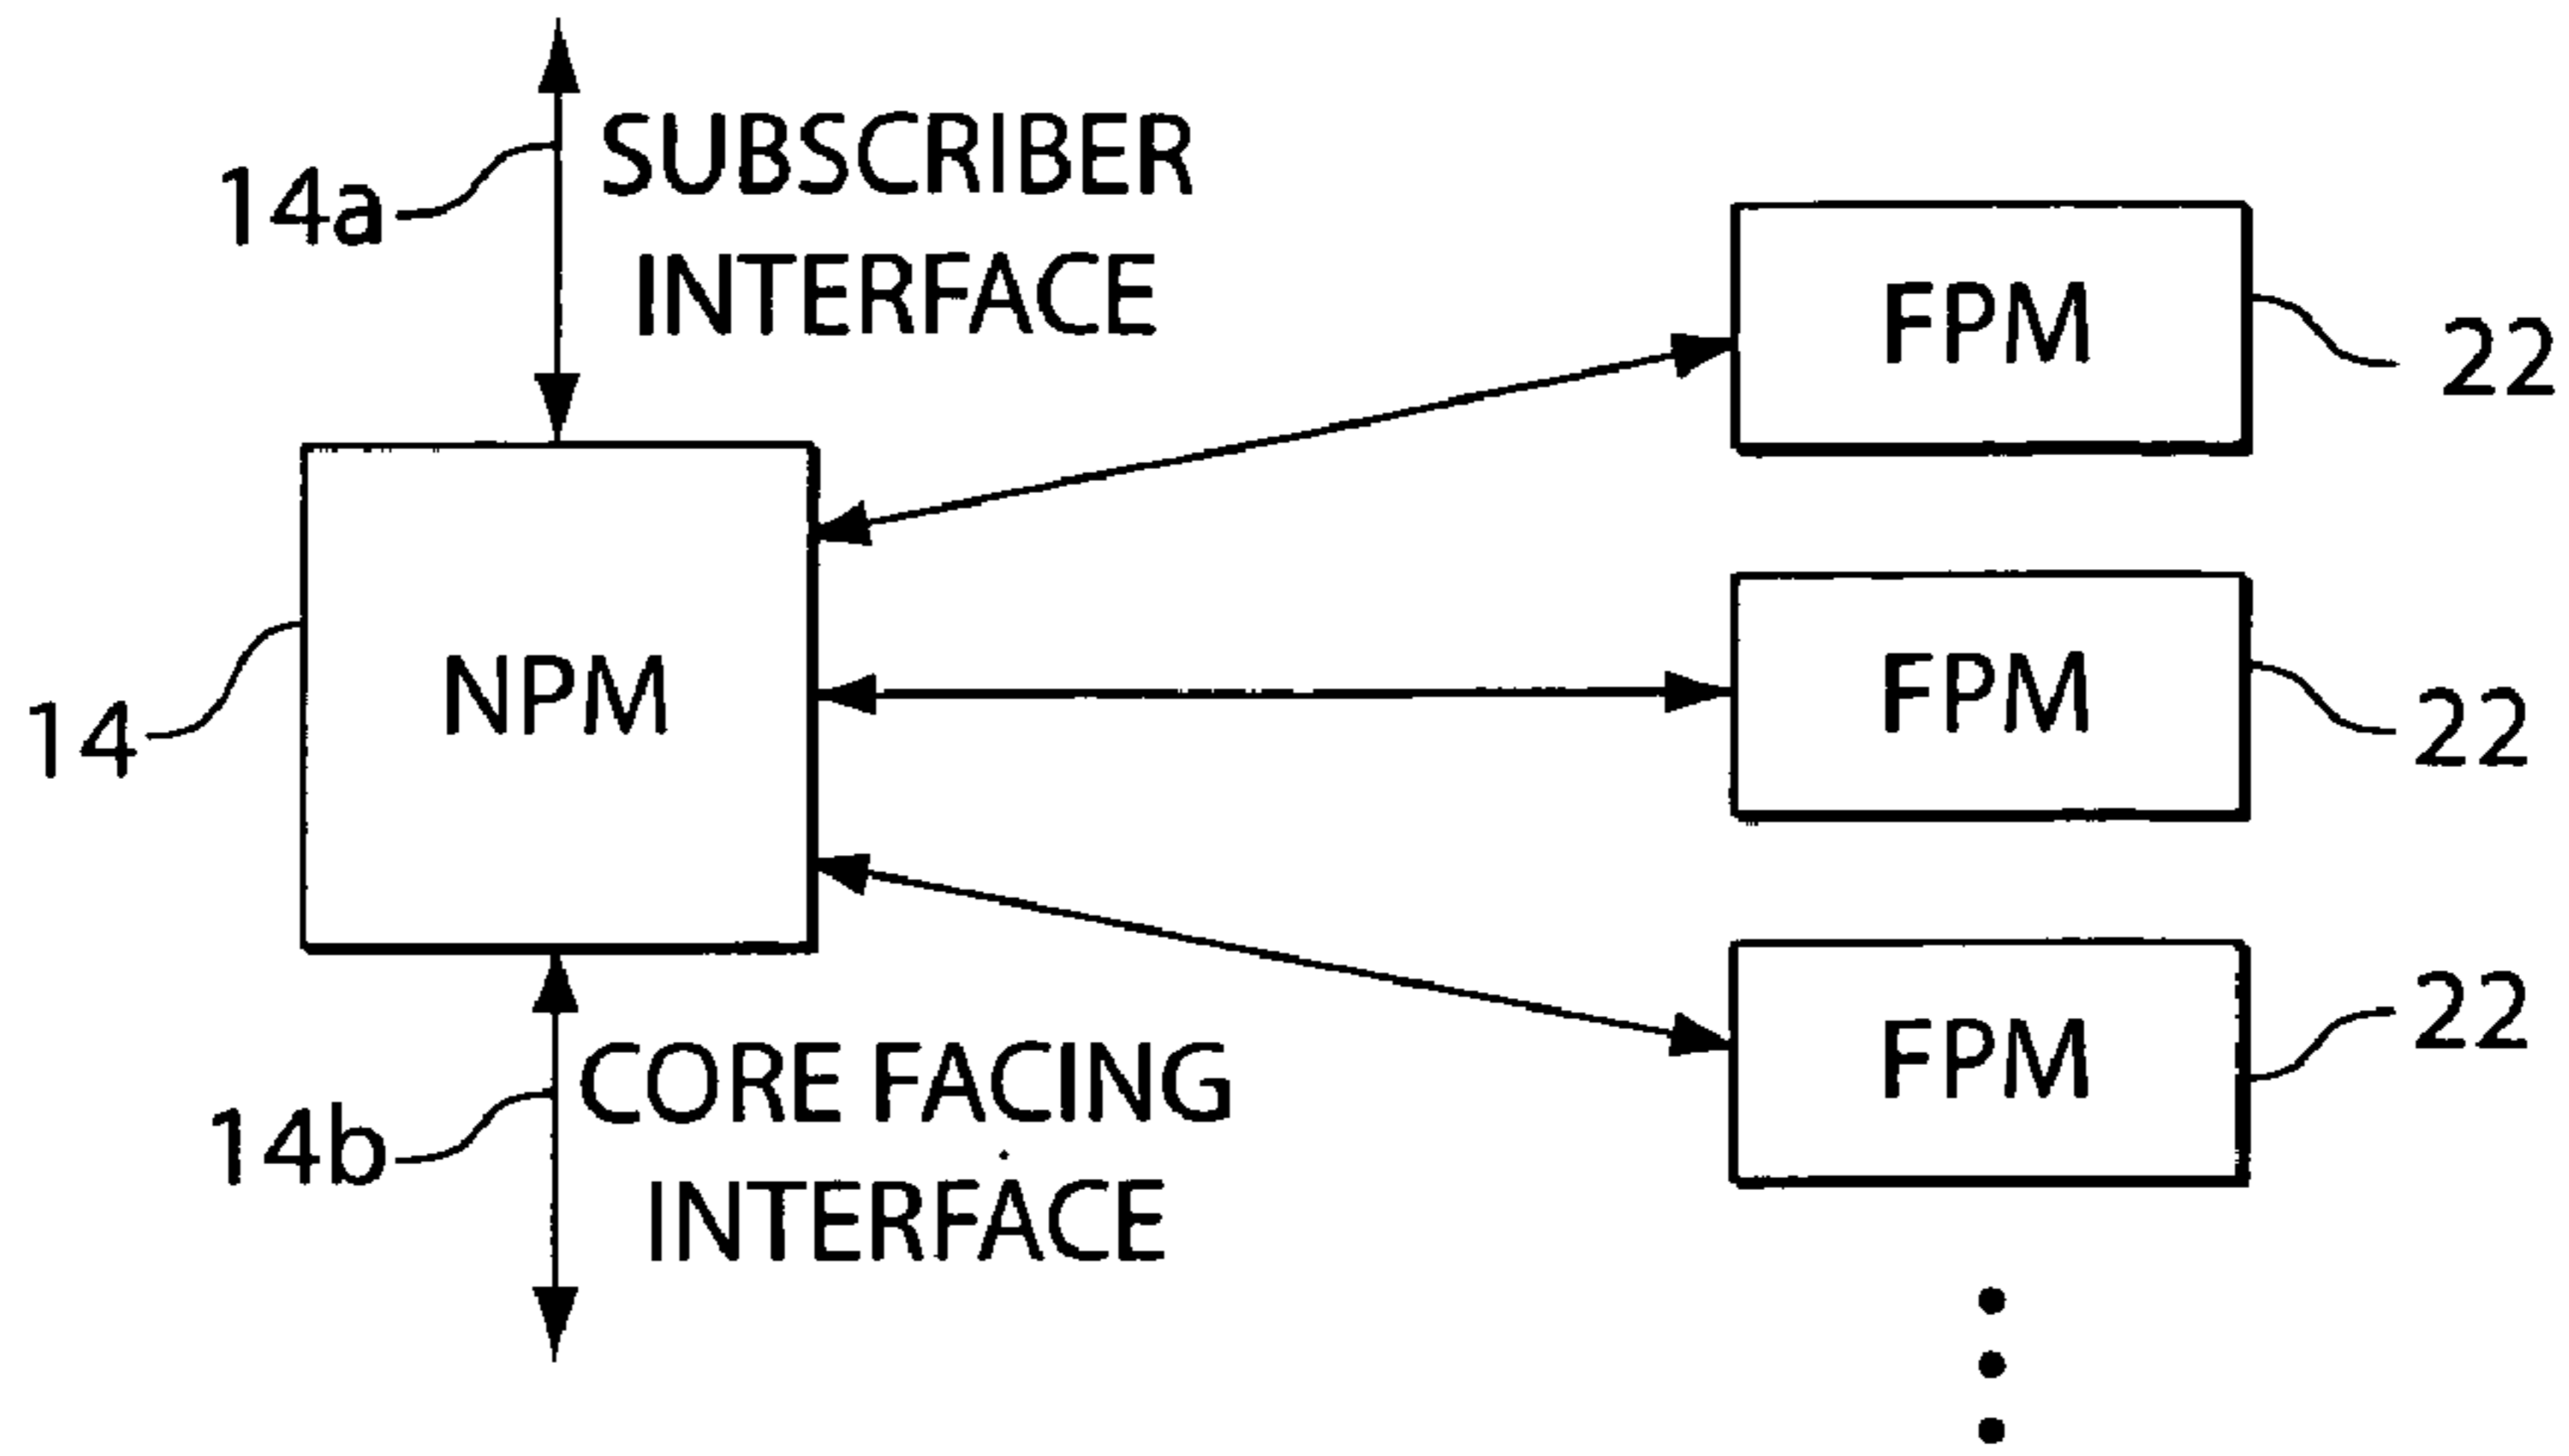 14a
SUBSCRIBER
INTERFACE
FPM
22
14
NPM
FPM
22
FPM
22
14b
CORE FACING
INTERFACE